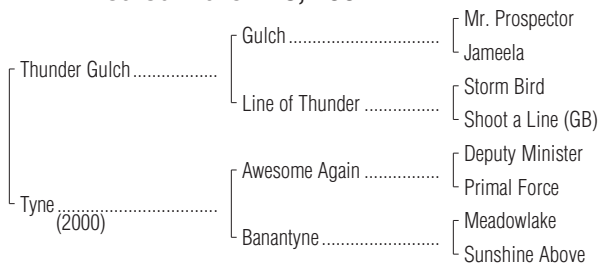 Gulch
Mr. Prospector
Jameela
Thunder Gulch
Line of Thunder
Storm Bird
Shoot a Line (GB)
Awesome Again
Deputy Minister
Primal Force
Tyne
(2000)
Banantyne
Meadowlake
Sunshine Above